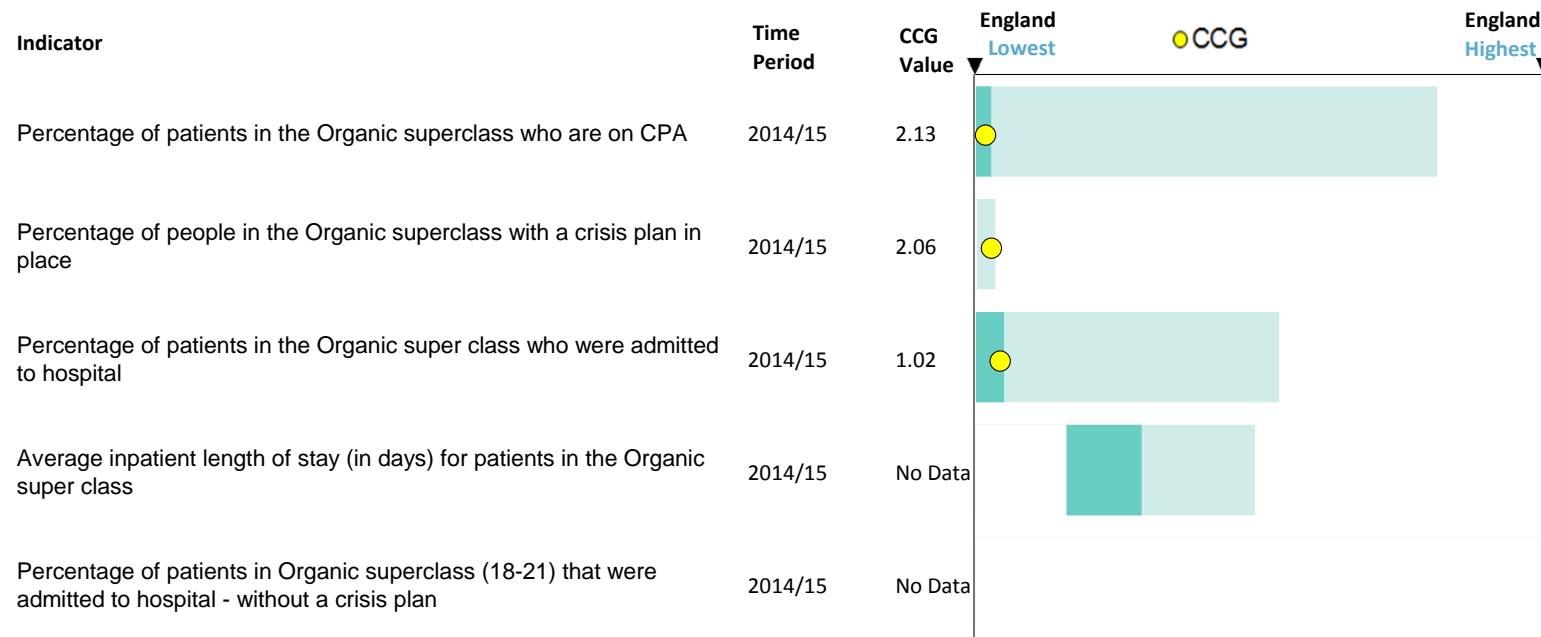 Indicator
Time
Period
CCG
Value
England
Lowest
CCG
England
Highest
Percentage of patients in the Organic superclass who are on CPA
2014/15
2.13
Percentage of people in the Organic superclass with a crisis plan in
place
2014/15
2.06
Percentage of patients in the Organic super class who were admitted
to hospital
2014/15
1.02
Average inpatient length of stay (in days) for patients in the Organic
super class
2014/15
No Data
Percentage of patients in Organic superclass (18-21) that were
admitted to hospital - without a crisis plan
2014/15
No Data